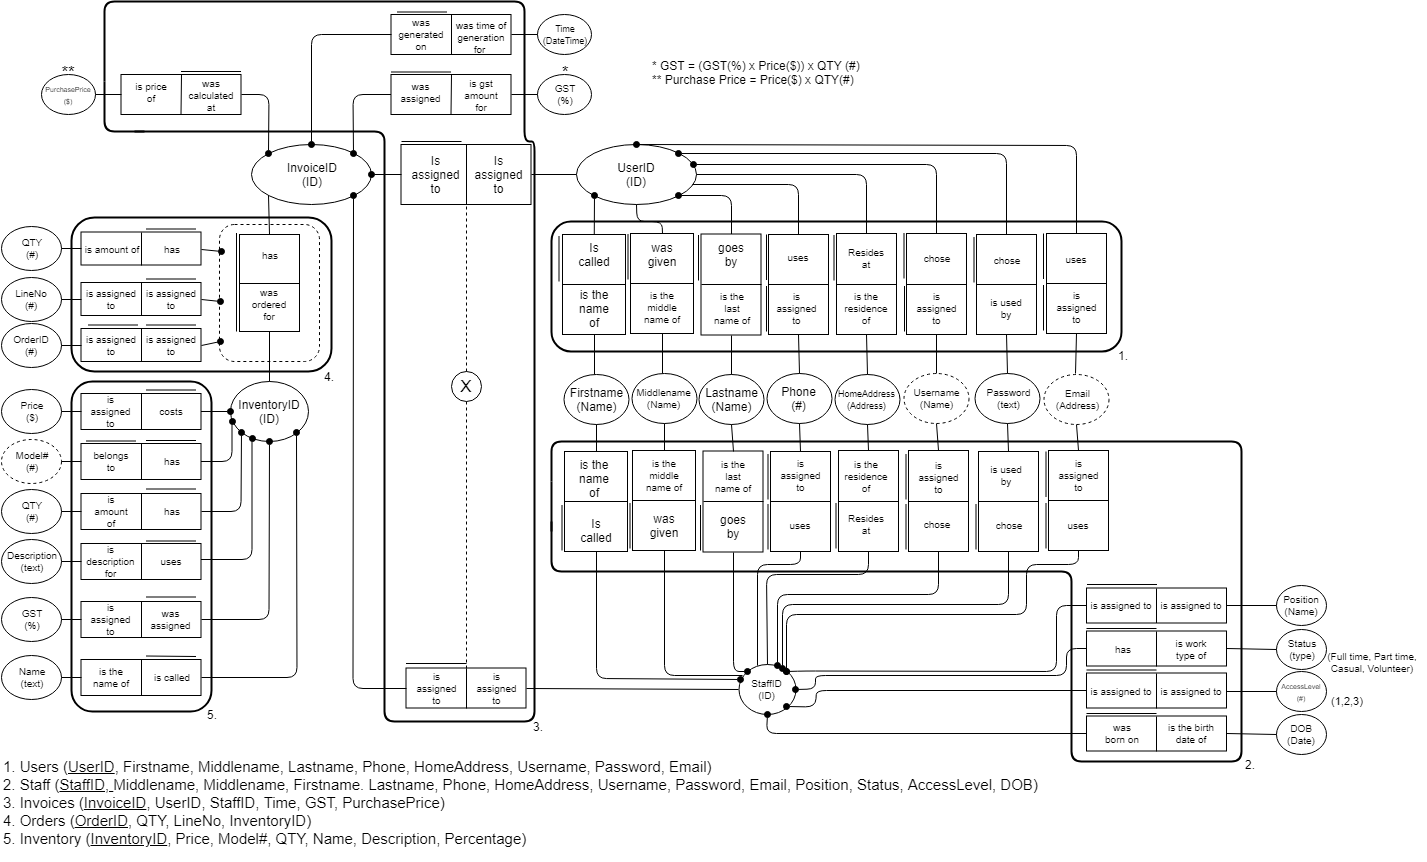 was
generated
on
was time of
generation
for
Time
(DateTime)
**
PurchasePrice
($)
is price
of
was
calculated
at
was
assigned
is gst
amount
for
*
GST
(%)
* GST = (GST(%) x Price($)) x QTY (#)
** Purchase Price = Price($) x QTY(#)
InvoiceID
(ID)
Is
assigned
to
Is
assigned
to
UserID
(ID)
QTY
(#)
is amount of
has
LineNo
(#)
is assigned
to
is assigned
to
OrderID
(#)
is assigned
to
is assigned
to
has
was
ordered
for
4.
Is
called
is the
name
of
was
given
is the
middle
name of
goes
by
is the
last
name of
uses
is
assigned
to
Resides
at
is the
residence
of
chose
is
assigned
to
chose
is used
by
uses
is
assigned
to
1.
Firstname
(Name)
Middlename
(Name)
Lastname
(Name)
Phone
(#)
HomeAddress
(Address)
Username
(Name)
Password
(text)
Email
(Address)
X
InventoryID
(ID)
Price
($)
is
assigned
to
costs
Model#
(#)
belongs
to
has
QTY
(#)
is
amount
of
has
Description
(text)
is
description
for
uses
GST
(%)
is
assigned
to
was
assigned
Name
(text)
is the
name of
is called
5.
is the
name
of
Is
called
is the
middle
name of
was
given
is the
last
name of
goes
by
is
assigned
to
uses
is the
residence
of
Resides
at
is
assigned
to
chose
is used
by
chose
is
assigned
to
uses
is
assigned
to
is
assigned
to
3.
StaffID
(ID)
is assigned to
is assigned to
Position
(Name)
has
is work
type of
Status
(type)
(Full time, Part time,
Casual, Volunteer)
is assigned to
is assigned to
AccessLevel
(#)
(1,2,3)
was
born on
is the birth
date of
DOB
(Date)
2.
1. Users (UserID, Firstname, Middlename, Lastname, Phone, HomeAddress, Username, Password, Email)
2. Staff (StaffID, Middlename, Middlename, Firstname. Lastname, Phone, HomeAddress, Username, Password, Email, Position, Status, AccessLevel, DOB)
3. Invoices (InvoiceID, UserID, StaffID, Time, GST, PurchasePrice)
4. Orders (OrderID, QTY, LineNo, InventoryID)
5. Inventory (InventoryID, Price, Model#, QTY, Name, Description, Percentage)